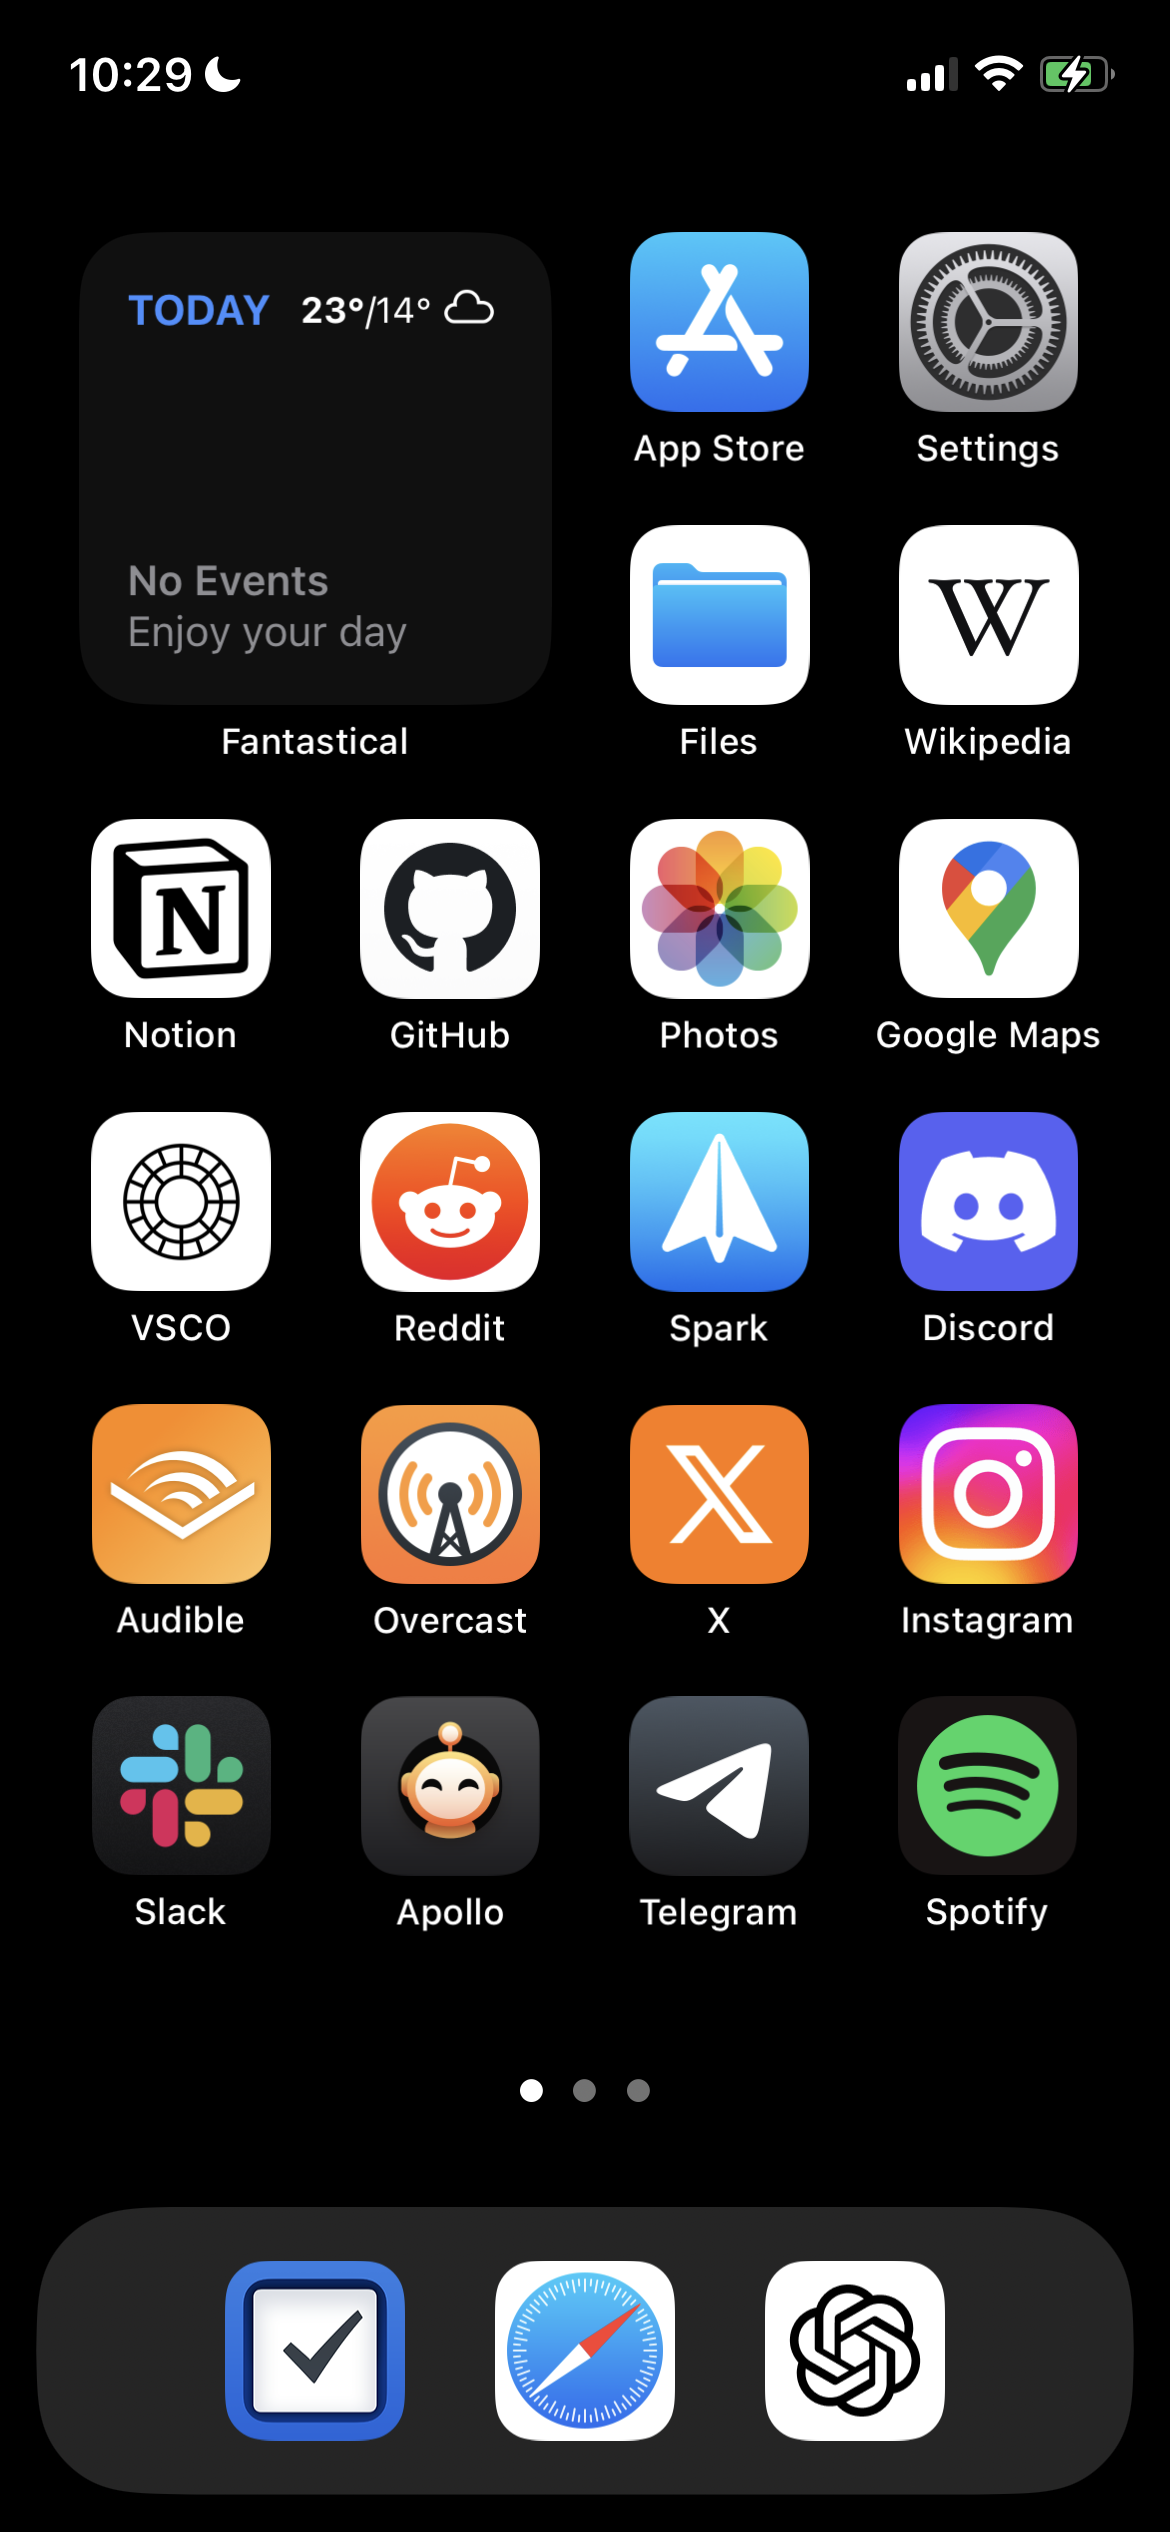 10:29
TODAY 23°/14°
No Events
Enjoy your day
Fantastical
App Store
Settings
Files
W
Wikipedia
N
Notion
GitHub
Photos
Google Maps
VSCO
Reddit
Spark
Discord
Audible
Overcast
X
Instagram
Slack
Apollo
Telegram
Spotify